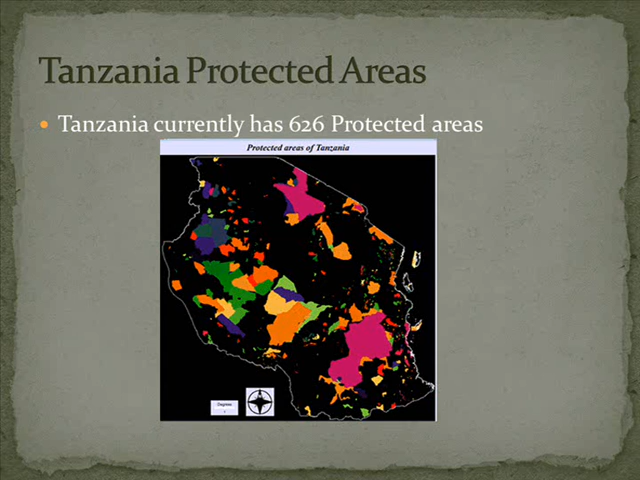 Tanzania Protected Areas
Tanzania currently has 626 Protected areas
Protected areas of Tanzania
Degrees